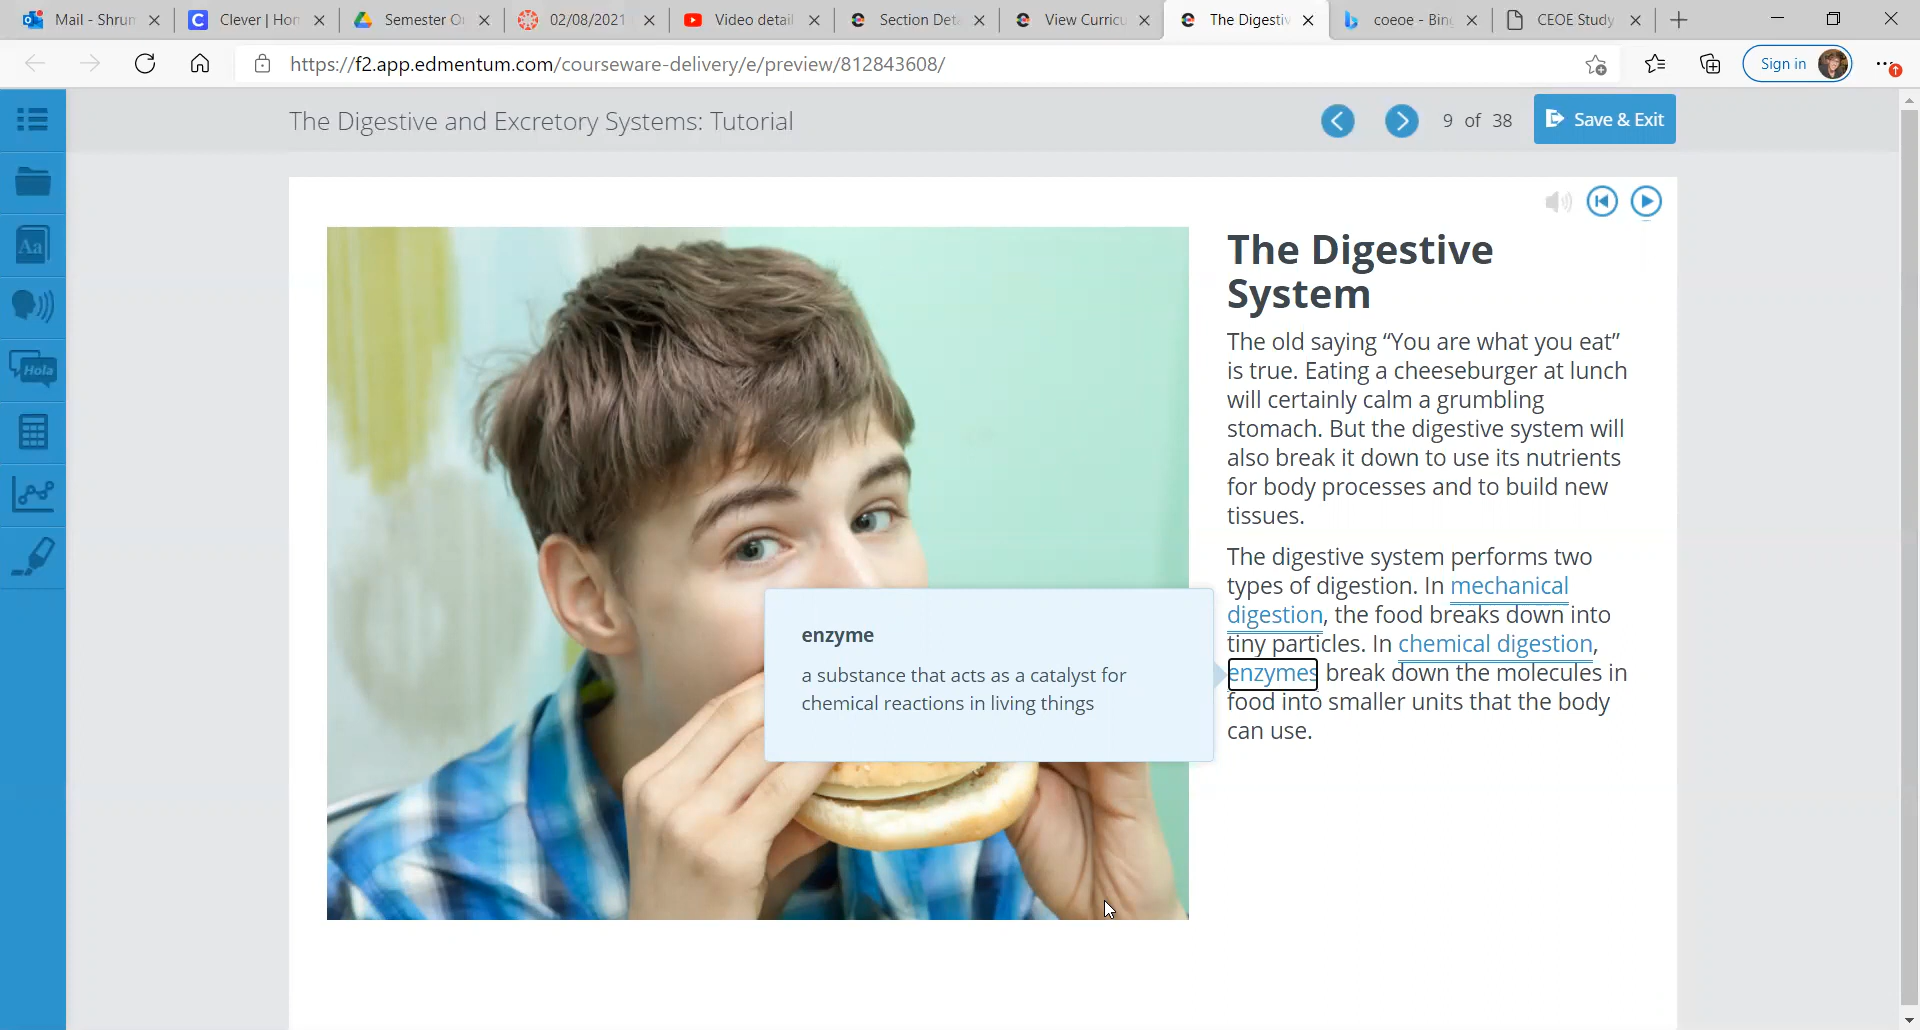 Mail - Shrun
Clever | Hon
Semester O
02/08/2021
Video detail
Section Deta
View Curricu
The Digestiv
coeoe - Bing
CEOE Study
https://f2.app.edmentum.com/courseware-delivery/e/preview/812843608/
Sign in
The Digestive and Excretory Systems: Tutorial
9 of 38
Save & Exit
Aa
Hola
The Digestive
System
The old saying “You are what you eat”
is true. Eating a cheeseburger at lunch
will certainly calm a grumbling
stomach. But the digestive system will
also break it down to use its nutrients
for body processes and to build new
tissues.
The digestive system performs two
types of digestion. In mechanical
digestion, the food breaks down into
tiny particles. In chemical digestion,
enzymes break down the molecules in
food into smaller units that the body
can use.
enzyme
a substance that acts as a catalyst for
chemical reactions in living things